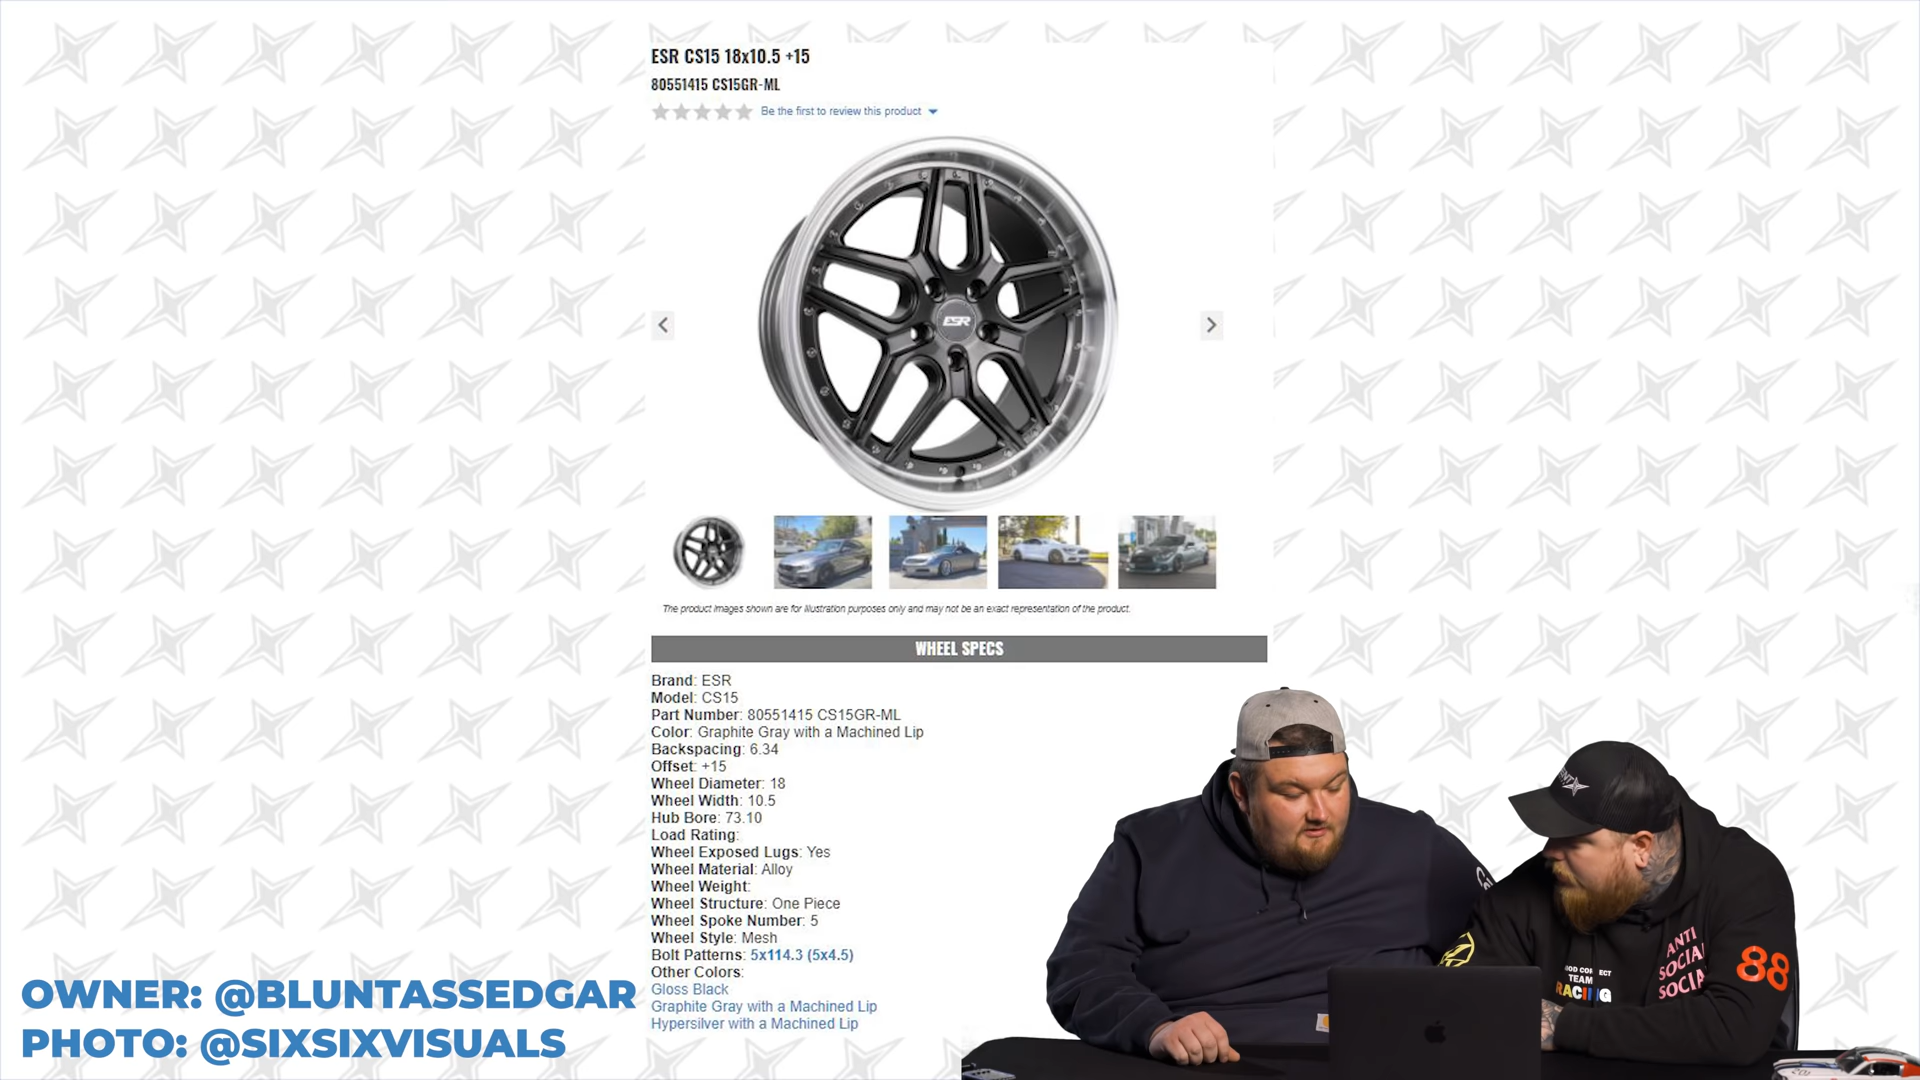 ESR CS15 18x10.5 +15
80551415 CS15GR-ML
Be the first to review this product
ESR
The product images shown are for illustration purposes only and may not be an exact representation of the product.
WHEEL SPECS
Brand: ESR
Model: CS15
Part Number: 80551415 CS15GR-ML
Color: Graphite Gray with a Machined Lip
Backspacing: 6.34
Offset: +15
Wheel Diameter: 18
Wheel Width: 10.5
Hub Bore: 73.10
Load Rating:
Wheel Exposed Lugs: Yes
Wheel Material: Alloy
Wheel Weight:
Wheel Structure: One Piece
Wheel Spoke Number: 5
Wheel Style: Mesh
Bolt Patterns: 5x114.3 (5x4.5)
Other Colors:
Gloss Black
Graphite Gray with a Machined Lip
Hypersilver with a Machined Lip
OWNER: @BLUNTASSEDGAR
PHOTO: @SIXSIXVISUALS
ANTI
SOCIAL
SOCIAL
88
TEAM
RACING